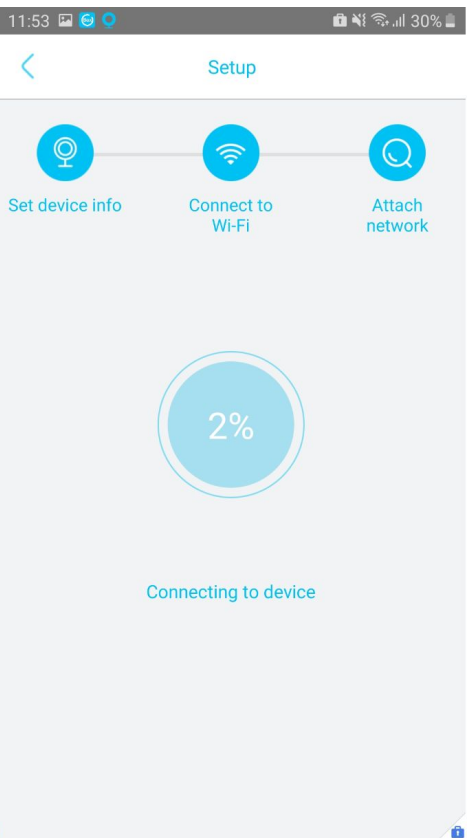 11:53
30%
Setup
Set device info
Connect to
Wi-Fi
Attach
network
2%
Connecting to device